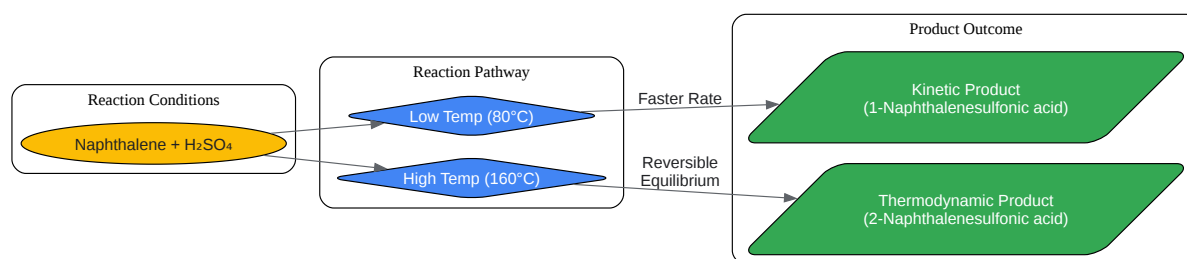 Reaction Conditions
Naphthalene + H₂SO₄
Reaction Pathway
Low Temp (80°C)
High Temp (160°C)
Faster Rate
Reversible
Equilibrium
Product Outcome
Kinetic Product
(1-Naphthalenesulfonic acid)
Thermodynamic Product
(2-Naphthalenesulfonic acid)